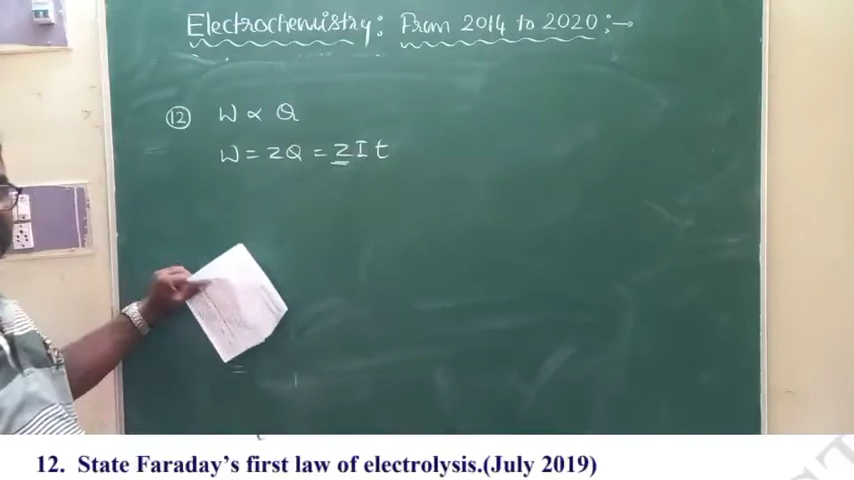 Electrochemistry: From 2014 to 2020:→
⑫ W ∝ Q
W = ZQ = ZIt
12. State Faraday's first law of electrolysis.(July 2019)